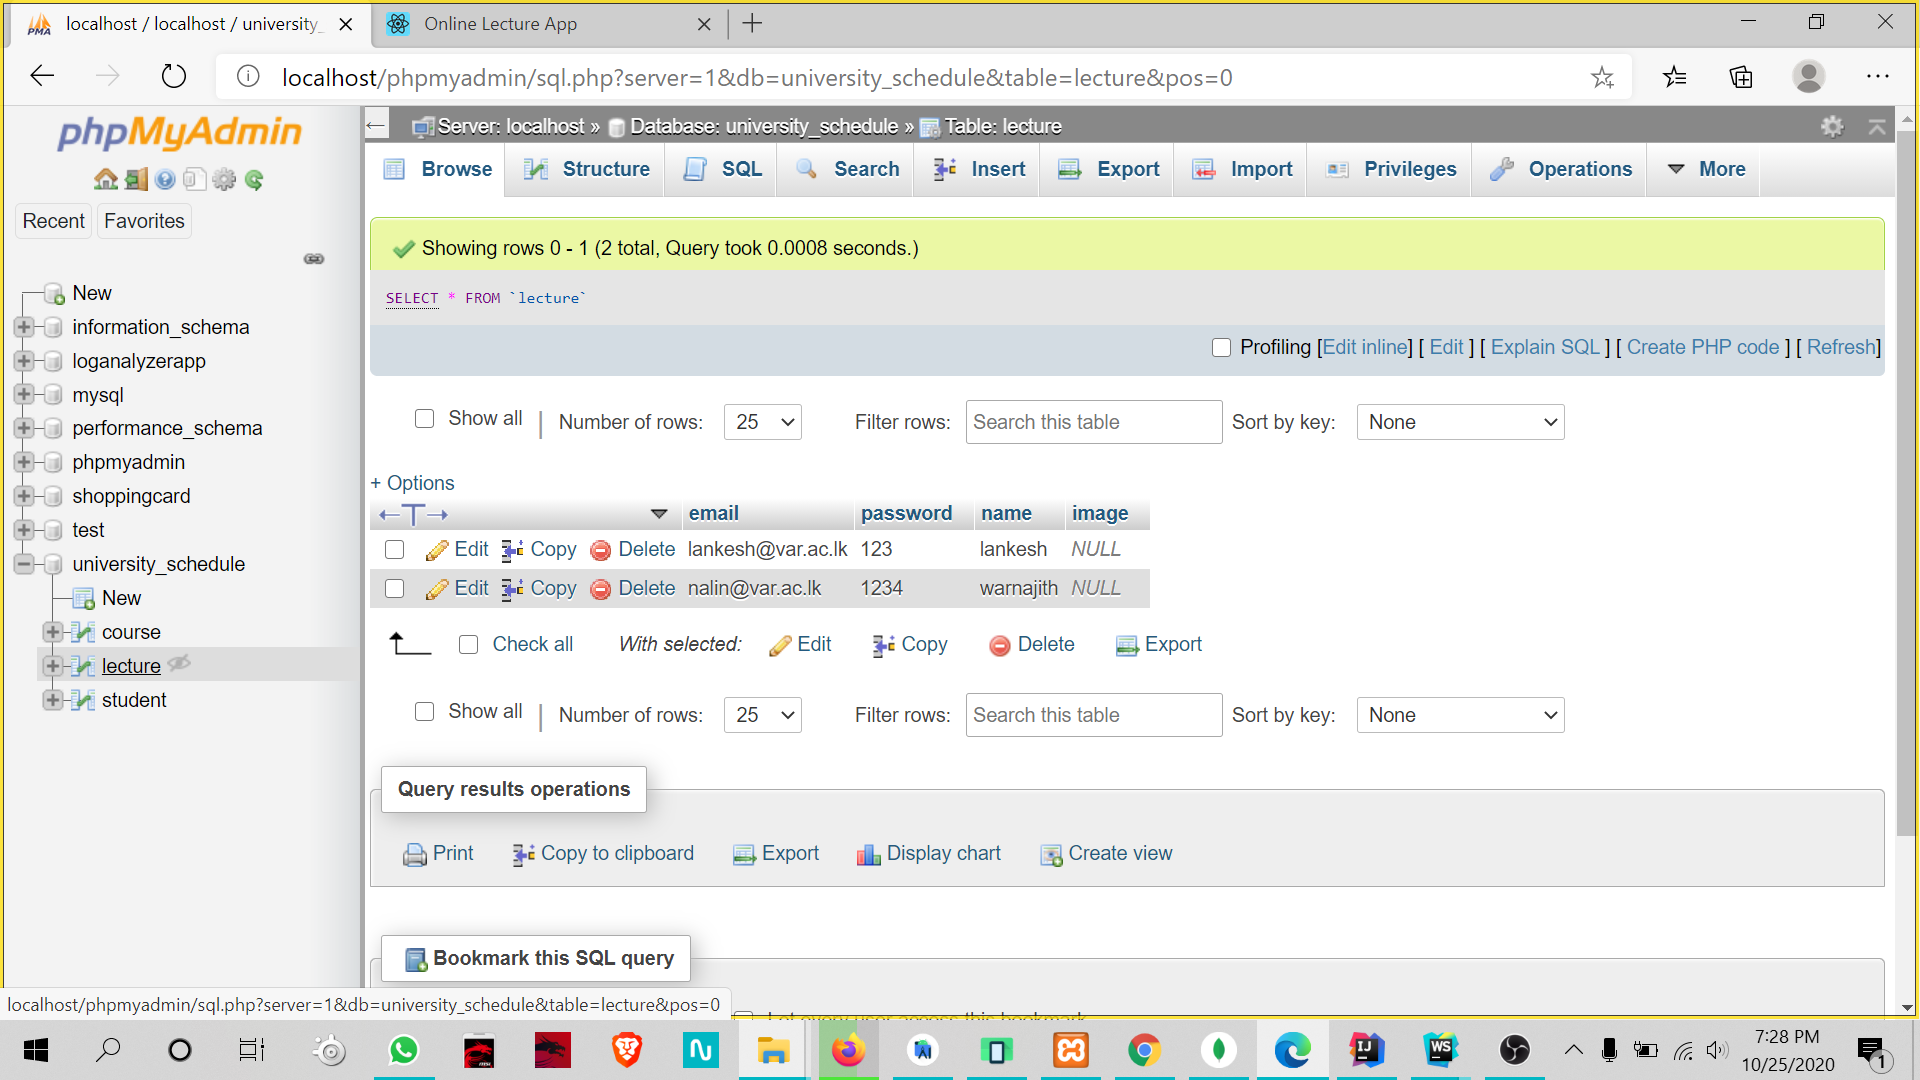 localhost / localhost / university_
Online Lecture App
localhost/phpmyadmin/sql.php?server=1&db=university_schedule&table=lecture&pos=0
phpMyAdmin
Recent
Favorites
New
information_schema
loganalyzerapp
mysql
performance_schema
phpmyadmin
shoppingcard
test
university_schedule
New
course
lecture
student
Server: localhost » Database: university_schedule » Table: lecture
Browse Structure SQL Search Insert Export Import Privileges Operations More
Showing rows 0 - 1 (2 total, Query took 0.0008 seconds.)
SELECT * FROM `lecture`
Profiling [Edit inline] [ Edit ] [ Explain SQL ] [ Create PHP code ] [ Refresh]
Show all | Number of rows: 25 Filter rows: Search this table Sort by key: None
+ Options
←T→ email password name image
Edit Copy Delete lankesh@var.ac.lk 123 lankesh NULL
Edit Copy Delete nalin@var.ac.lk 1234 warnajith NULL
Check all With selected: Edit Copy Delete Export
Show all | Number of rows: 25 Filter rows: Search this table Sort by key: None
Query results operations
Print Copy to clipboard Export Display chart Create view
Bookmark this SQL query
Let every user access this bookmark
localhost/phpmyadmin/sql.php?server=1&db=university_schedule&table=lecture&pos=0
7:28 PM
10/25/2020
1